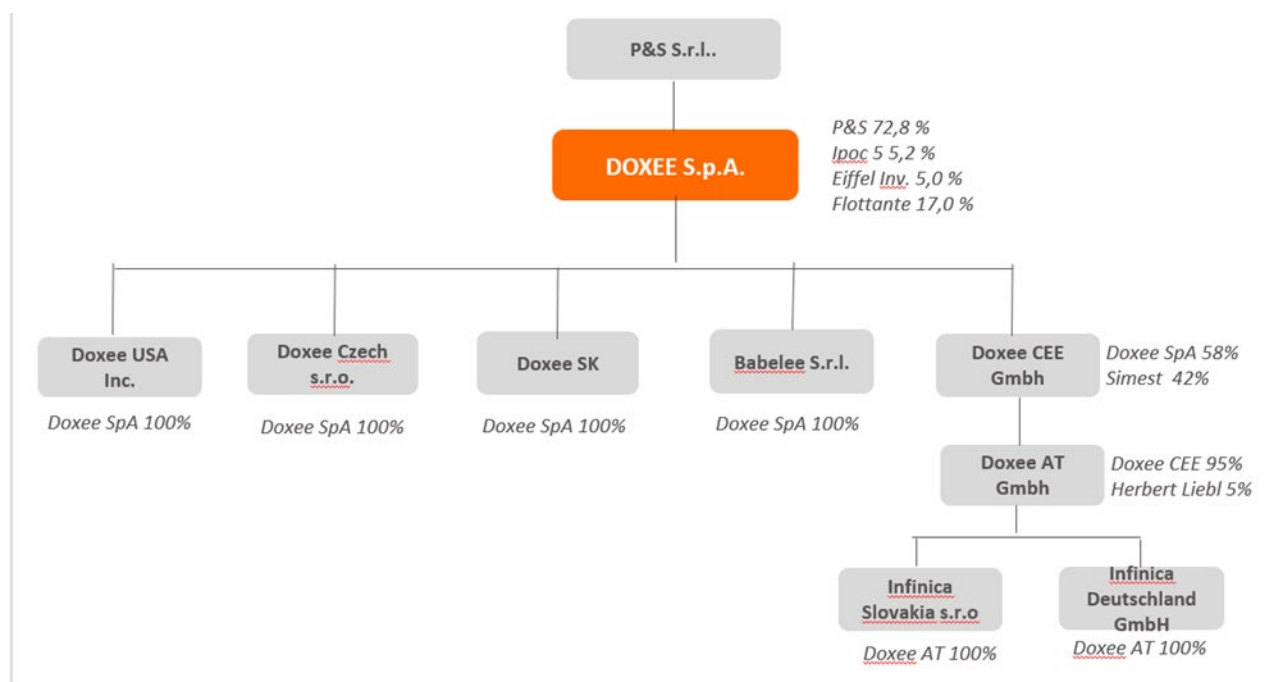 P&S S.r.l..
DOXEE S.p.A.
P&S 72,8 %
Ipoc 5 5,2 %
Eiffel Inv. 5,0 %
Flottante 17,0 %
Doxee USA
Inc.
Doxee SpA 100%
Doxee Czech
s.r.o.
Doxee SpA 100%
Doxee SK
Doxee SpA 100%
Babelee S.r.l.
Doxee SpA 100%
Doxee CEE
Gmbh
Doxee SpA 58%
Simest 42%
Doxee AT
Gmbh
Doxee CEE 95%
Herbert Liebl 5%
Infinica
Slovakia s.r.o
Doxee AT 100%
Infinica
Deutschland
GmbH
Doxee AT 100%